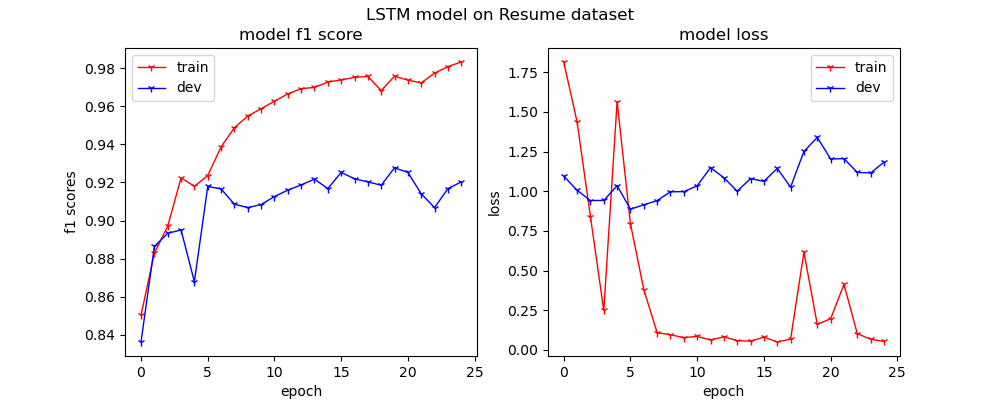 LSTM model on Resume dataset
model f1 score
f1 scores
0.98
0.96
0.94
0.92
0.90
0.88
0.86
0.84
train
dev
0 5 10 15 20 25
epoch
model loss
loss
1.75
1.50
1.25
1.00
0.75
0.50
0.25
0.00
train
dev
0 5 10 15 20 25
epoch